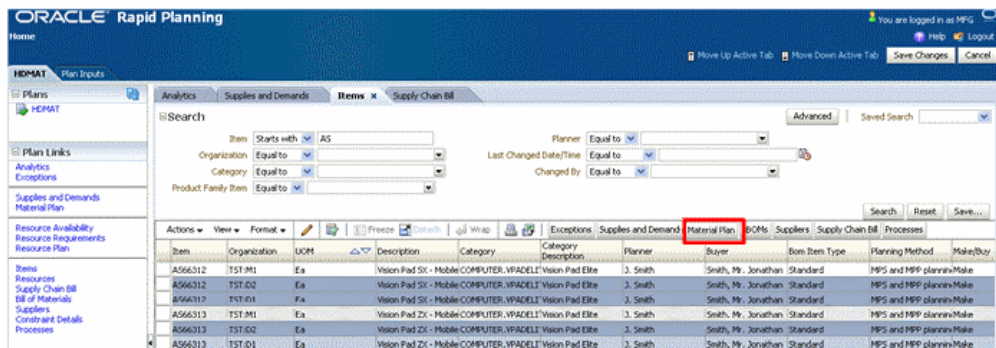 ORACLE Rapid Planning
You are logged in as MFG
Home
Help Logout
Move Up Active Tab Move Down Active Tab Save Changes Cancel
HDMAT Plan Inputs
Plans
HDMAT
Plan Links
Analytics
Exceptions
Supplies and Demands
Material Plan
Resource Availability
Resource Requirements
Resource Plan
Items
Resources
Supply Chain Bill
Bill of Materials
Suppliers
Constraint Details
Processes
Analytics Supplies and Demands Items x Supply Chain Bill
Search
Advanced Saved Search
Item Starts with AS Planner Equal to
Organization Equal to Last Changed Date/Time Equal to
Category Equal to Changed By Equal to
Product Family Item Equal to
Search Reset Save...
Actions View Format Freeze Detach Wrap Exceptions Supplies and Demand Material Plan BOMs Suppliers Supply Chain Bill Processes
Item Organization UOM Description Category Category Description Planner Buyer Bom Item Type Planning Method Make/Buy
AS66312 TST:M1 Ea Vision Pad SX - Mobile COMPUTER.VPADELI Vision Pad Elite J. Smith Smith, Mr. Jonathan Standard MPS and MPP plannin Make
AS66312 TST:D2 Ea Vision Pad SX - Mobile COMPUTER.VPADELI Vision Pad Elite J. Smith Smith, Mr. Jonathan Standard MPS and MPP plannin Make
AS66312 TST:D1 Ea Vision Pad SX - Mobile COMPUTER.VPADELI Vision Pad Elite J. Smith Smith, Mr. Jonathan Standard MPS and MPP plannin Make
AS66313 TST:M1 Ea Vision Pad ZX - Mobile COMPUTER.VPADELI Vision Pad Elite J. Smith Smith, Mr. Jonathan Standard MPS and MPP plannin Make
AS66313 TST:D2 Ea Vision Pad ZX - Mobile COMPUTER.VPADELI Vision Pad Elite J. Smith Smith, Mr. Jonathan Standard MPS and MPP plannin Make
AS66313 TST:D1 Ea Vision Pad ZX - Mobile COMPUTER.VPADELI Vision Pad Elite J. Smith Smith, Mr. Jonathan Standard MPS and MPP plannin Make